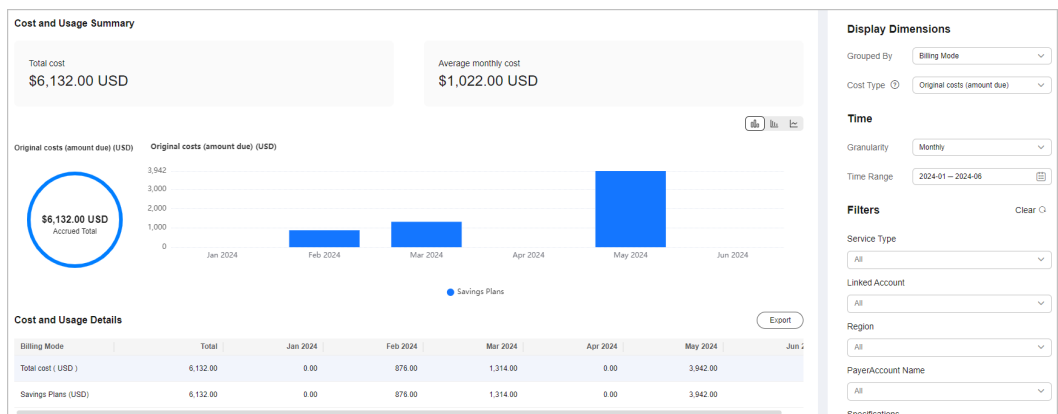 Cost and Usage Summary
Total cost
$6,132.00 USD
Average monthly cost
$1,022.00 USD
Original costs (amount due) (USD)
$6,132.00 USD
Accrued Total
Original costs (amount due) (USD)
3,942
3,000
2,000
1,000
0
Jan 2024 Feb 2024 Mar 2024 Apr 2024 May 2024 Jun 2024
Savings Plans
Cost and Usage Details
Export
Billing Mode Total Jan 2024 Feb 2024 Mar 2024 Apr 2024 May 2024 Jun 2
Total cost ( USD ) 6,132.00 0.00 876.00 1,314.00 0.00 3,942.00
Savings Plans (USD) 6,132.00 0.00 876.00 1,314.00 0.00 3,942.00
Display Dimensions
Grouped By Billing Mode
Cost Type ? Original costs (amount due)
Time
Granularity Monthly
Time Range 2024-01 – 2024-06
Filters Clear
Service Type
All
Linked Account
All
Region
All
PayerAccount Name
All
Specifications